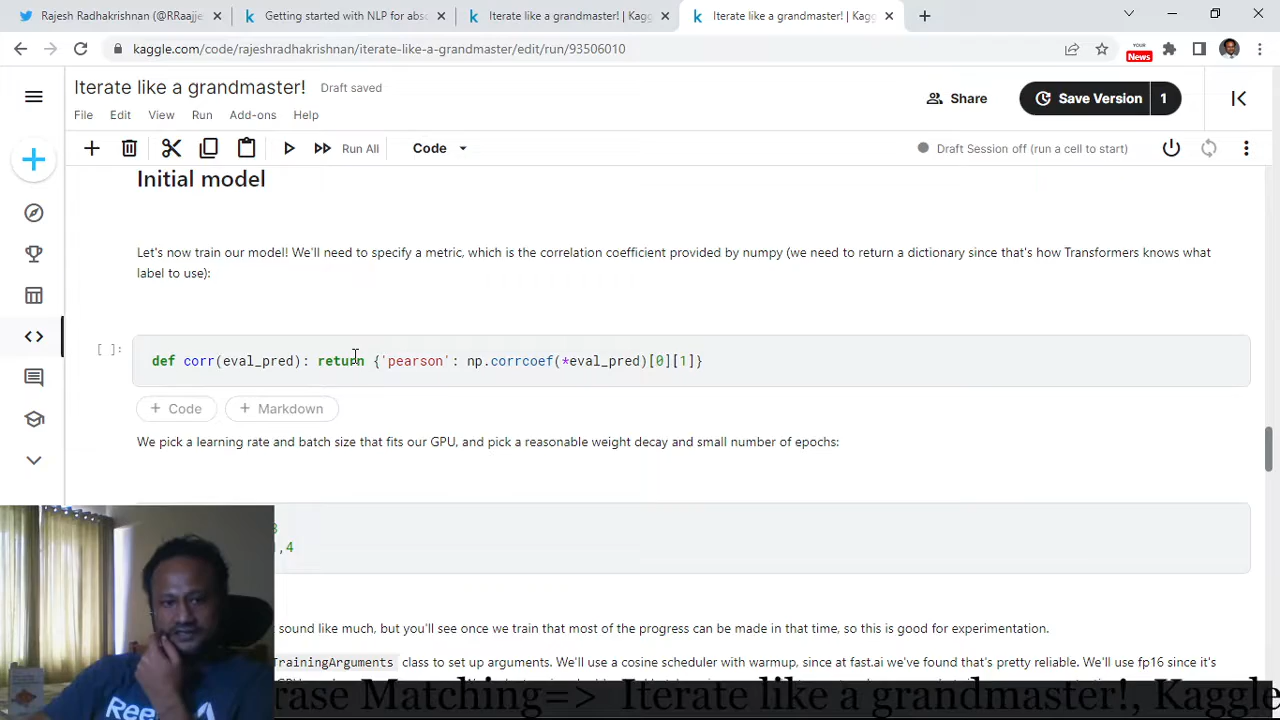 Rajesh Radhakrishnan (@RRaajje
Getting started with NLP for abso
Iterate like a grandmaster! | Kagg
Iterate like a grandmaster! | Kagg
kaggle.com/code/rajeshradhakrishnan/iterate-like-a-grandmaster/edit/run/93506010
YOUR
News
Iterate like a grandmaster!
Draft saved
File Edit View Run Add-ons Help
Share
Save Version
1
Run All
Code
Draft Session off (run a cell to start)
Initial model
Let's now train our model! We'll need to specify a metric, which is the correlation coefficient provided by numpy (we need to return a dictionary since that's how Transformers knows what
label to use):
[ ]:
def corr(eval_pred): return {'pearson': np.corrcoef(*eval_pred)[0][1]}
+ Code
+ Markdown
We pick a learning rate and batch size that fits our GPU, and pick a reasonable weight decay and small number of epochs:
,4
sound like much, but you'll see once we train that most of the progress can be made in that time, so this is good for experimentation.
TrainingArguments class to set up arguments. We'll use a cosine scheduler with warmup, since at fast.ai we've found that's pretty reliable. We'll use fp16 since it's
rase Matching=> Iterate like a grandmaster!, Kaggle